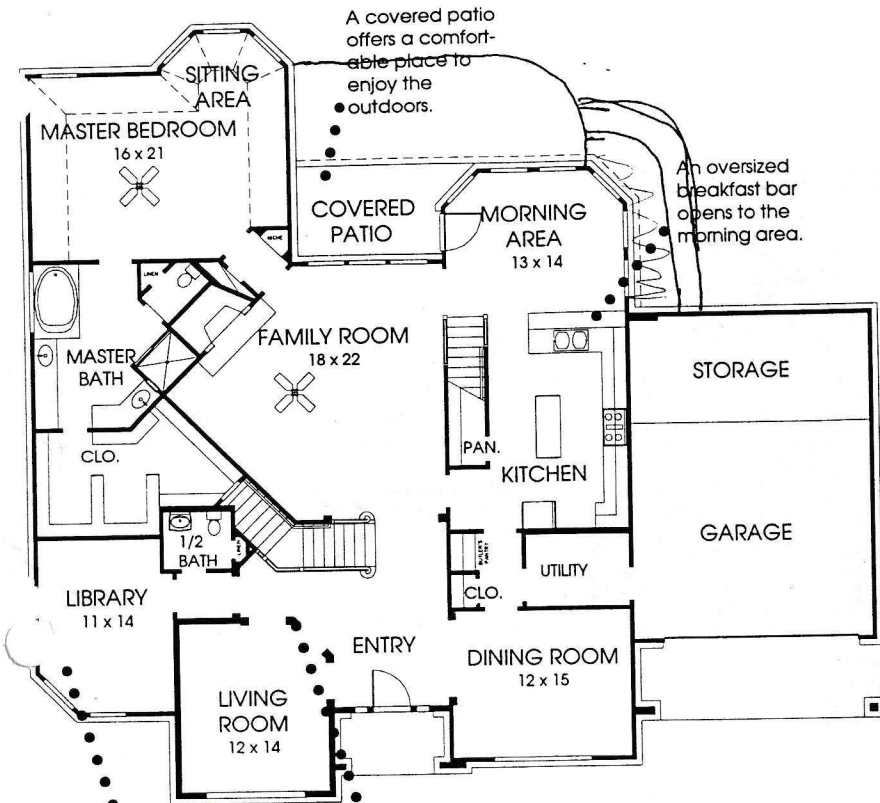 A covered patio
offers a comfort-
able place to
enjoy the
outdoors.
SITTING
AREA
MASTER BEDROOM
16 x 21
An oversized
breakfast bar
opens to the
morning area.
COVERED
PATIO
MORNING
AREA
13 x 14
NICHE
LINEN
FAMILY ROOM
18 x 22
MASTER
BATH
STORAGE
PAN.
CLO.
KITCHEN
GARAGE
1/2
BATH
LINEN
BUTLER'S
PANTRY
UTILITY
CLO.
LIBRARY
11 x 14
ENTRY
DINING ROOM
12 x 15
LIVING
ROOM
12 x 14